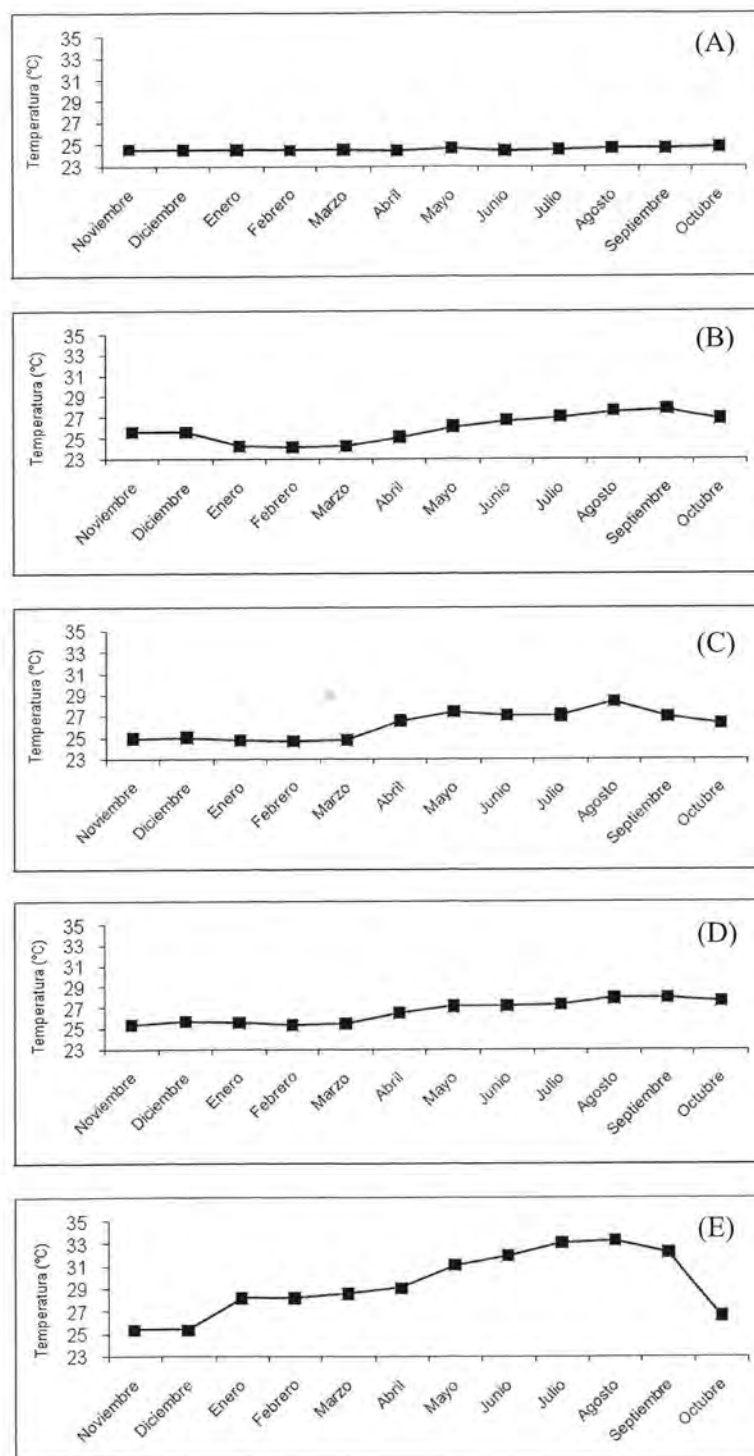 (A)
Temperatura (°C)
35
33
31
29
27
25
23
Noviembre
Diciembre
Enero
Febrero
Marzo
Abril
Mayo
Junio
Julio
Agosto
Septiembre
Octubre
(B)
Temperatura (°C)
35
33
31
29
27
25
23
Noviembre
Diciembre
Enero
Febrero
Marzo
Abril
Mayo
Junio
Julio
Agosto
Septiembre
Octubre
(C)
Temperatura (°C)
35
33
31
29
27
25
23
Noviembre
Diciembre
Enero
Febrero
Marzo
Abril
Mayo
Junio
Julio
Agosto
Septiembre
Octubre
(D)
Temperatura (°C)
35
33
31
29
27
25
23
Noviembre
Diciembre
Enero
Febrero
Marzo
Abril
Mayo
Junio
Julio
Agosto
Septiembre
Octubre
(E)
Temperatura (°C)
35
33
31
29
27
25
23
Noviembre
Diciembre
Enero
Febrero
Marzo
Abril
Mayo
Junio
Julio
Agosto
Septiembre
Octubre